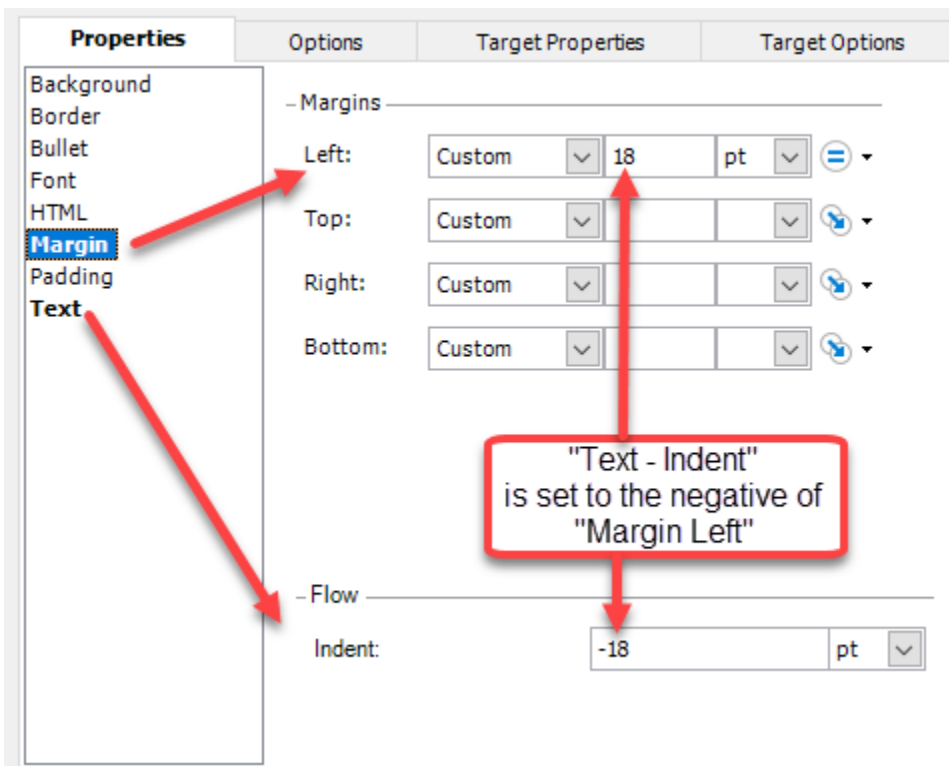 Properties Options Target Properties Target Options
Background
Border
Bullet
Font
HTML
Margin
Padding
Text
Margins
Left: Custom 18 pt
Top: Custom
Right: Custom
Bottom: Custom
"Text - Indent"
is set to the negative of
"Margin Left"
Flow
Indent: -18 pt